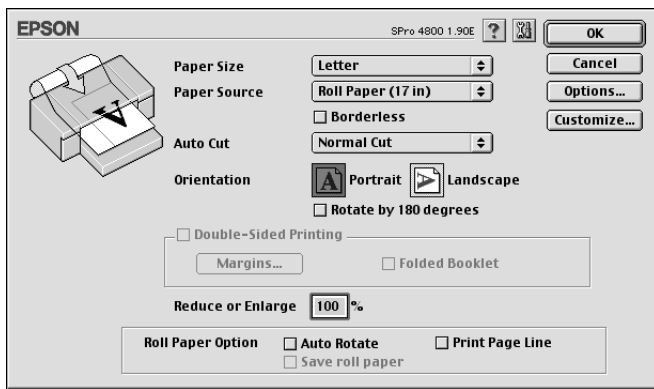 EPSON SPro 4800 1.90E ? OK
Paper Size Letter Cancel
Paper Source Roll Paper (17 in) Options...
Borderless Customize...
Auto Cut Normal Cut
Orientation A Portrait A Landscape
Rotate by 180 degrees
Double-Sided Printing
Margins... Folded Booklet
Reduce or Enlarge 100 %
Roll Paper Option Auto Rotate Print Page Line
Save roll paper
A